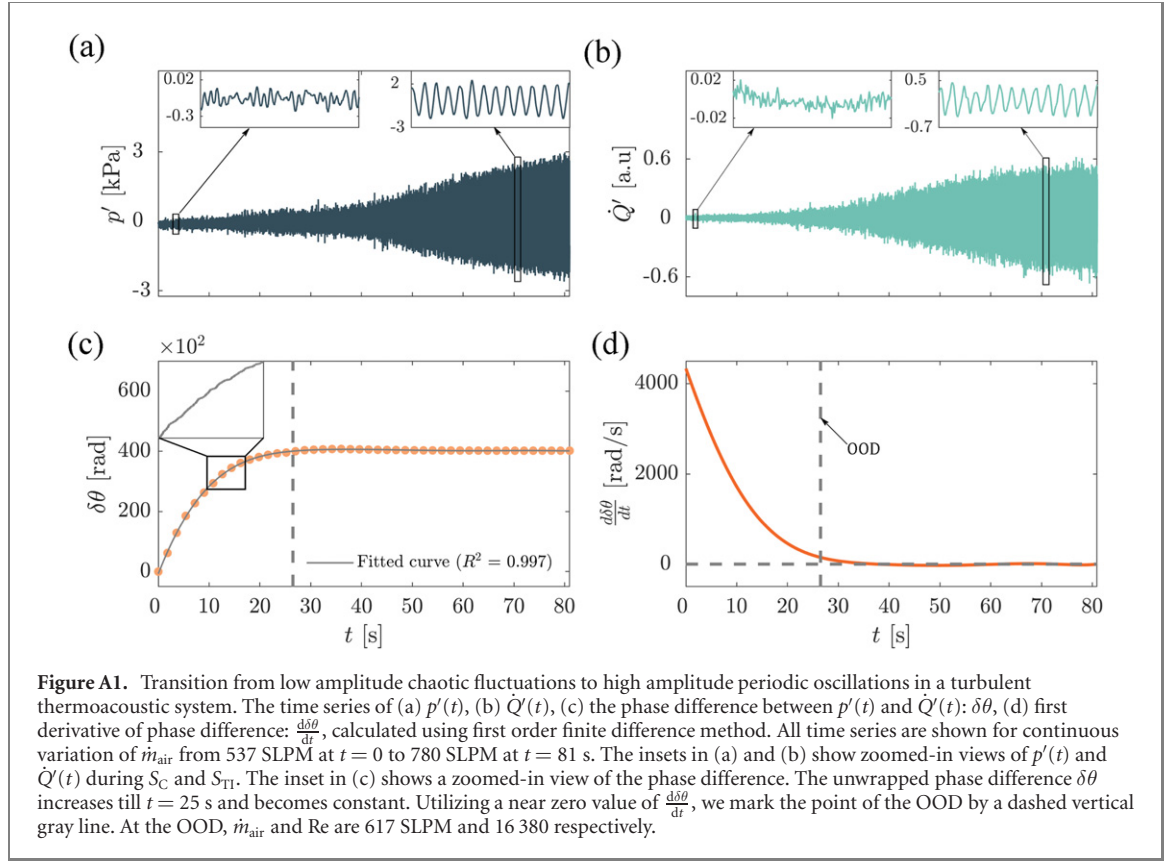 (a)
0.02
-0.3
2
-3
3
0
-3
p′ [kPa]
(b)
0.02
-0.02
0.5
-0.7
0.6
0
-0.6
Q̇′ [a.u]
(c)
×10²
600
400
200
0
δθ [rad]
Fitted curve (R² = 0.997)
0 10 20 30 40 50 60 70 80
t [s]
(d)
4000
2000
0
dδθ/dt [rad/s]
OOD
0 10 20 30 40 50 60 70 80
t [s]
Figure A1. Transition from low amplitude chaotic fluctuations to high amplitude periodic oscillations in a turbulent
thermoacoustic system. The time series of (a) p′(t), (b) Q̇′(t), (c) the phase difference between p′(t) and Q̇′(t): δθ, (d) first
derivative of phase difference: dδθ/dt, calculated using first order finite difference method. All time series are shown for continuous
variation of ṁair from 537 SLPM at t = 0 to 780 SLPM at t = 81 s. The insets in (a) and (b) show zoomed-in views of p′(t) and
Q̇′(t) during SC and STI. The inset in (c) shows a zoomed-in view of the phase difference. The unwrapped phase difference δθ
increases till t = 25 s and becomes constant. Utilizing a near zero value of dδθ/dt, we mark the point of the OOD by a dashed vertical
gray line. At the OOD, ṁair and Re are 617 SLPM and 16 380 respectively.